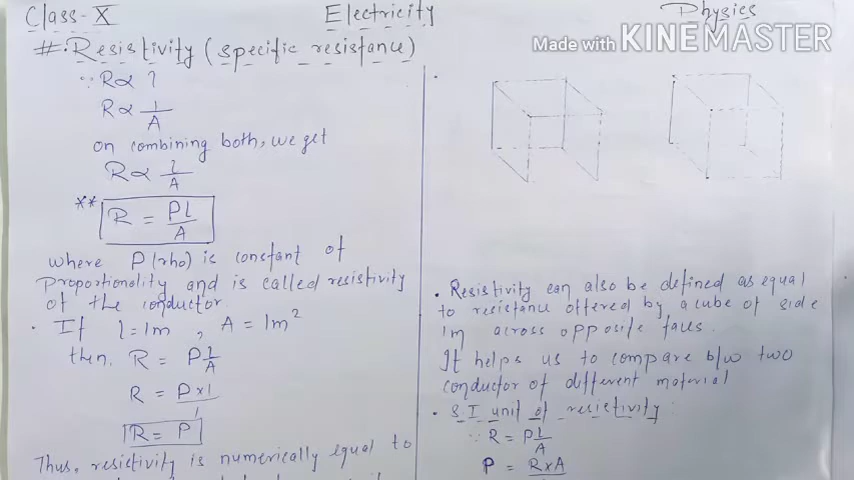 Class-X Electricity Physics
Made with KINEMASTER
#. Resistivity (specific resistance)
∵ R∝ l
R∝ 1/A
on combining both, we get
R∝ l/A
** R = ρl/A
where ρ (rho) is constant of
proportionality and is called resistivity
of the conductor
. If l = 1m , A = 1m²
then. R = ρ l/A
R = ρ×1/1
R = ρ
Thus, resistivity is numerically equal to
. Resistivity can also be defined as equal
to resistance offered by a cube of side
1m across opposite faces.
It helps us to compare b/w two
conductor of different material
. S.I unit of resistivity :
∵ R = ρl/A
ρ = R×A